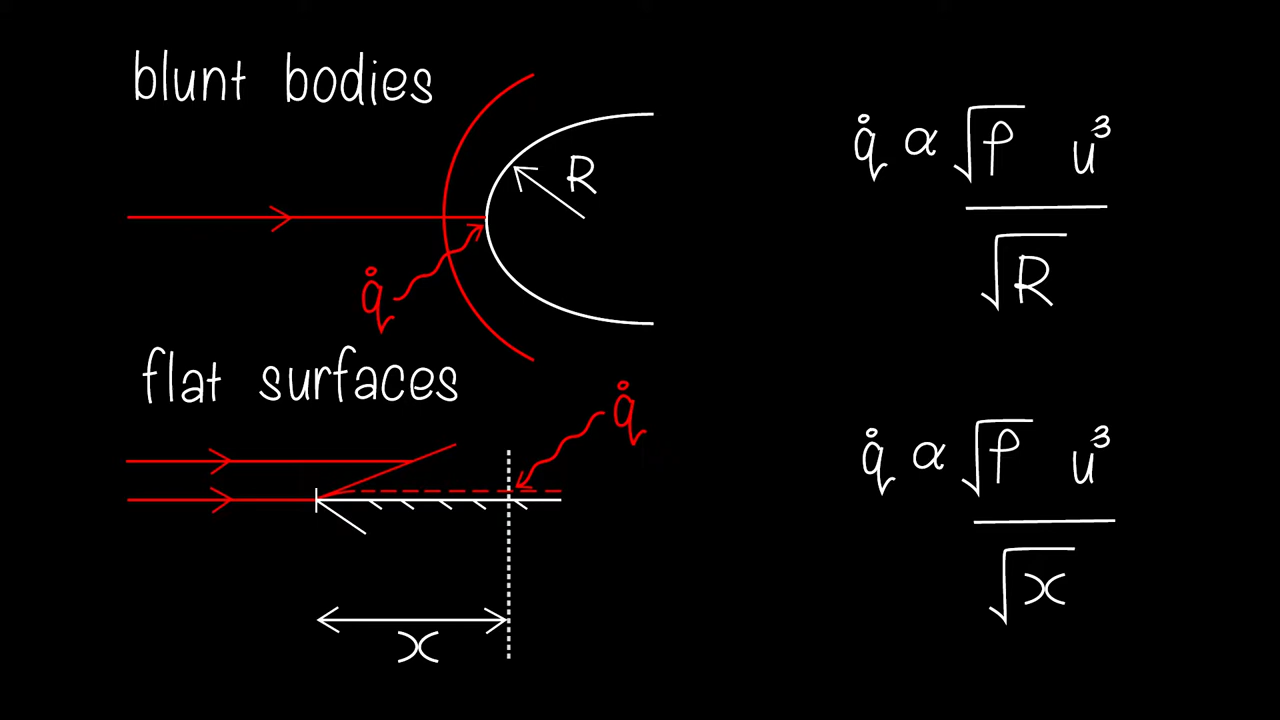 blunt bodies
R
q̇
q̇ ∝ √ρ u³
√R
flat surfaces
q̇
x
q̇ ∝ √ρ u³
√x